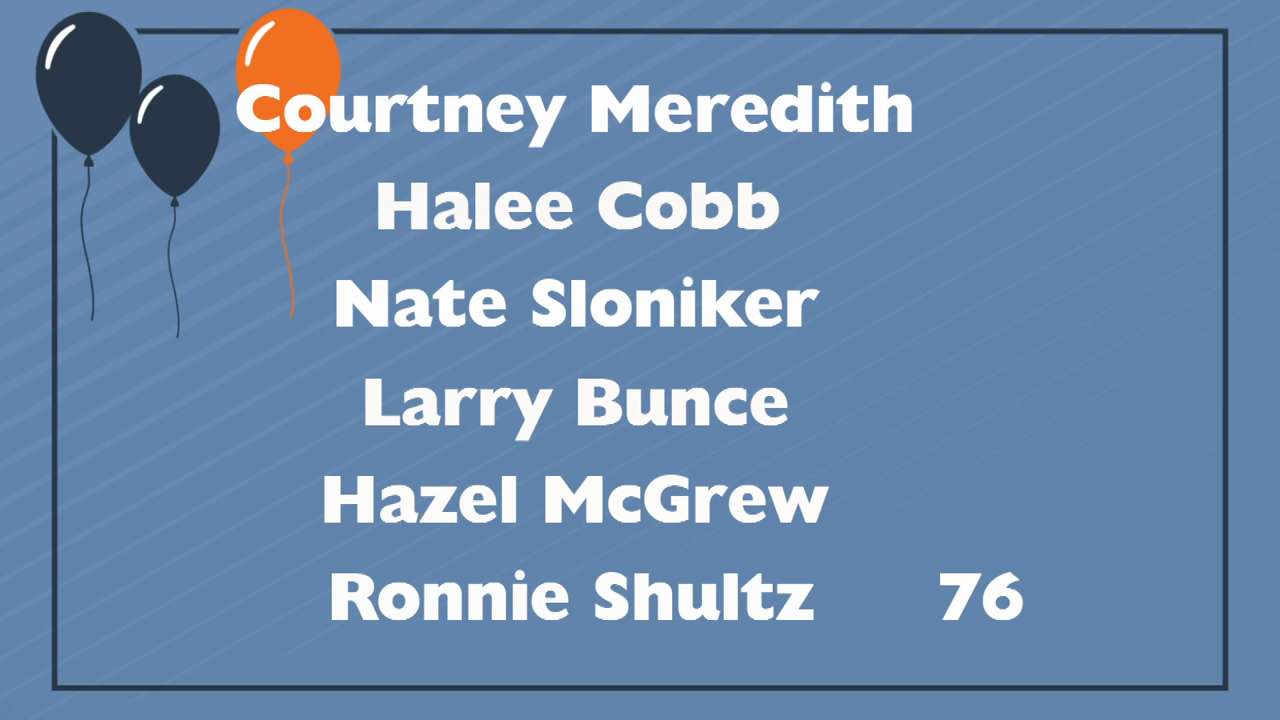 Courtney Meredith
Halee Cobb
Nate Sloniker
Larry Bunce
Hazel McGrew
Ronnie Shultz 76